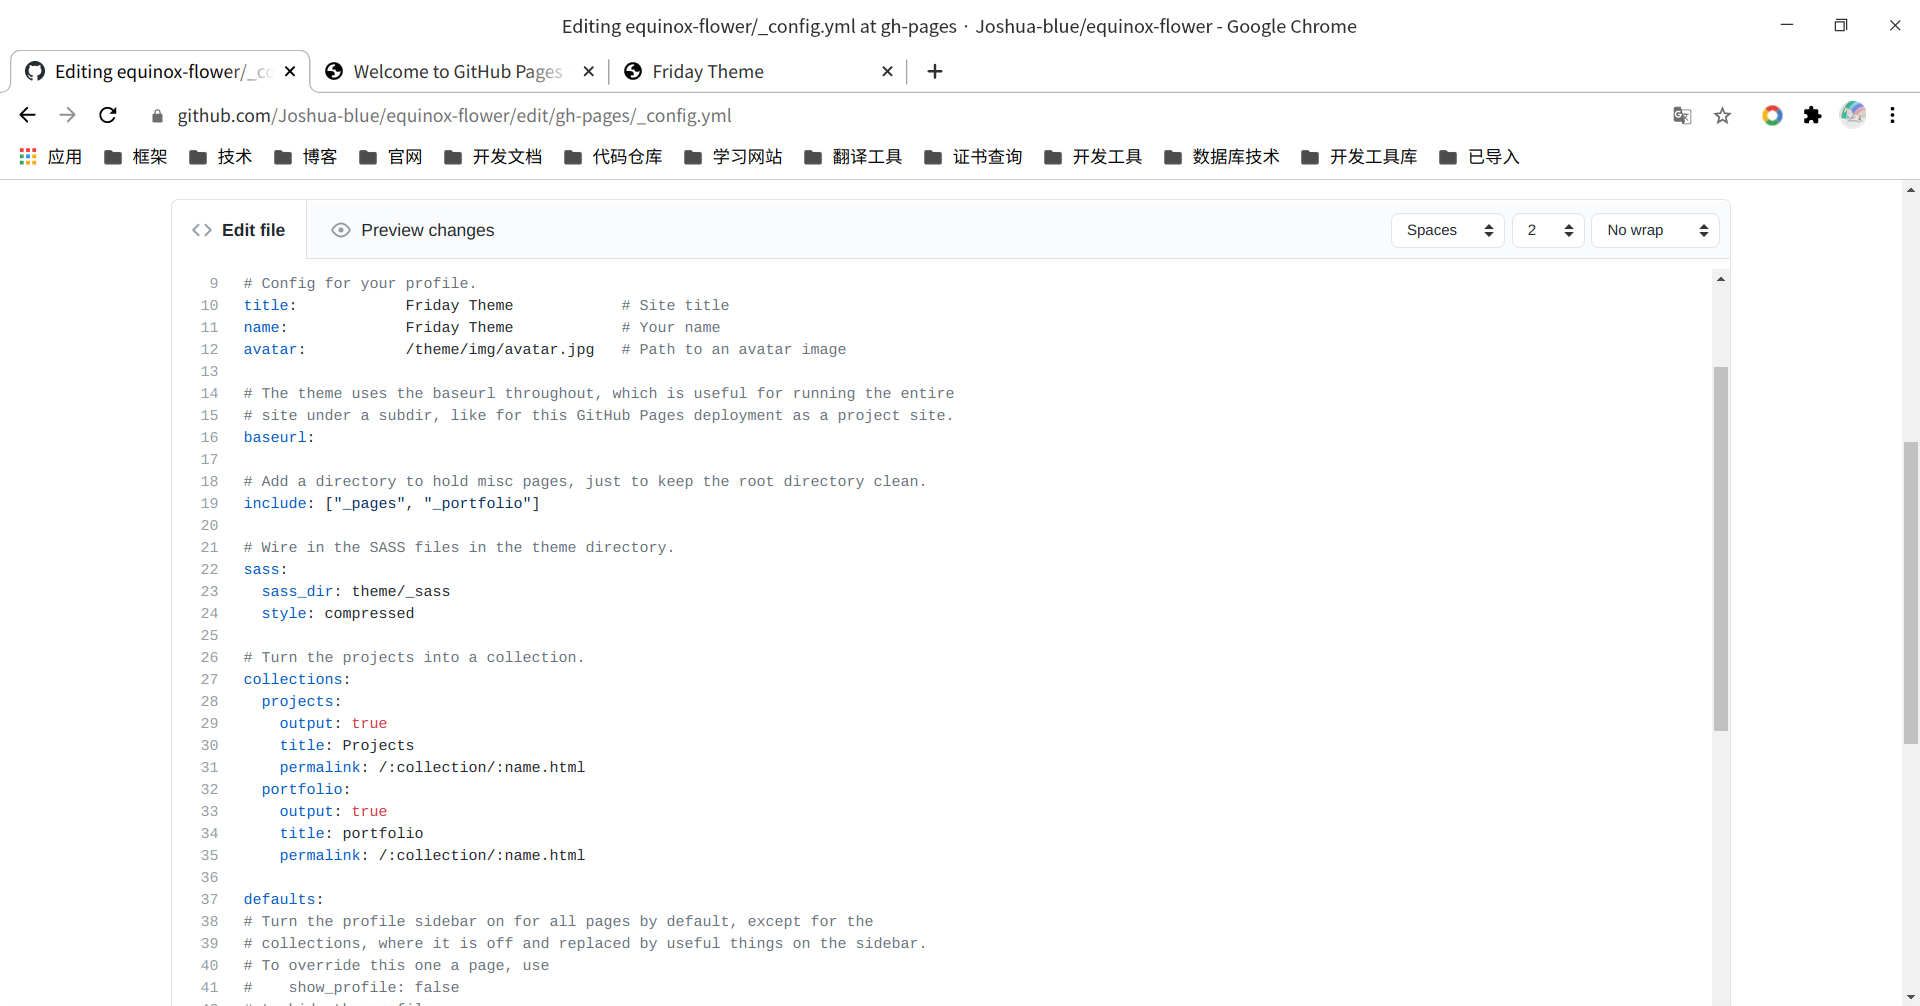 Editing equinox-flower/_config.yml at gh-pages · Joshua-blue/equinox-flower - Google Chrome
Editing equinox-flower/_co
Welcome to GitHub Pages
Friday Theme
github.com/Joshua-blue/equinox-flower/edit/gh-pages/_config.yml
应用 框架 技术 博客 官网 开发文档 代码仓库 学习网站 翻译工具 证书查询 开发工具 数据库技术 开发工具库 已导入
<> Edit file Preview changes Spaces 2 No wrap
9 # Config for your profile.
10 title: Friday Theme # Site title
11 name: Friday Theme # Your name
12 avatar: /theme/img/avatar.jpg # Path to an avatar image
13
14 # The theme uses the baseurl throughout, which is useful for running the entire
15 # site under a subdir, like for this GitHub Pages deployment as a project site.
16 baseurl:
17
18 # Add a directory to hold misc pages, just to keep the root directory clean.
19 include: ["_pages", "_portfolio"]
20
21 # Wire in the SASS files in the theme directory.
22 sass:
23   sass_dir: theme/_sass
24   style: compressed
25
26 # Turn the projects into a collection.
27 collections:
28   projects:
29     output: true
30     title: Projects
31     permalink: /:collection/:name.html
32   portfolio:
33     output: true
34     title: portfolio
35     permalink: /:collection/:name.html
36
37 defaults:
38 # Turn the profile sidebar on for all pages by default, except for the
39 # collections, where it is off and replaced by useful things on the sidebar.
40 # To override this one a page, use
41 #    show_profile: false